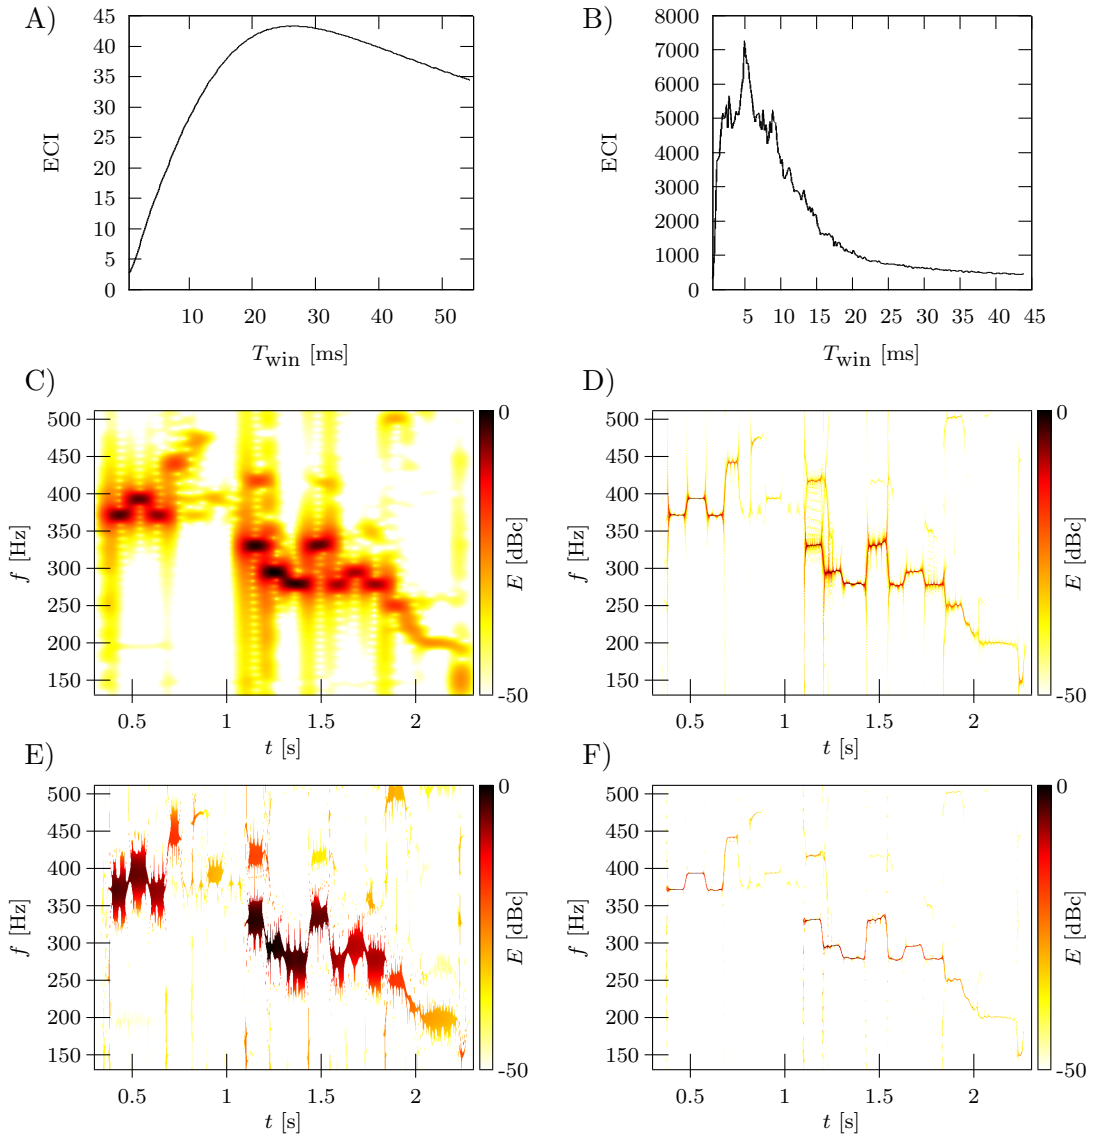 A)
45
40
35
30
25
20
15
10
5
0
ECI
10 20 30 40 50
T_win [ms]
B)
8000
7000
6000
5000
4000
3000
2000
1000
0
ECI
5 10 15 20 25 30 35 40 45
T_win [ms]
C)
500
450
400
350
300
250
200
150
f [Hz]
0.5 1 1.5 2
t [s]
0
-50
E [dBc]
D)
500
450
400
350
300
250
200
150
f [Hz]
0.5 1 1.5 2
t [s]
0
-50
E [dBc]
E)
500
450
400
350
300
250
200
150
f [Hz]
0.5 1 1.5 2
t [s]
0
-50
E [dBc]
F)
500
450
400
350
300
250
200
150
f [Hz]
0.5 1 1.5 2
t [s]
0
-50
E [dBc]